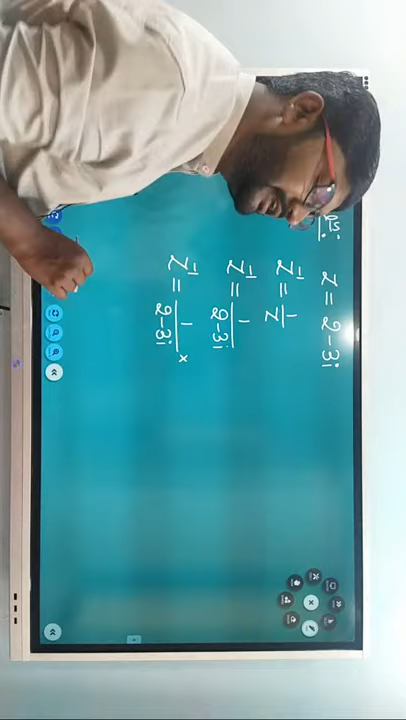 Z = 2 - 3i
Z⁻¹ = 1/Z
Z⁻¹ = 1/(2-3i)
Z⁻¹ = 1/(2-3i) ×